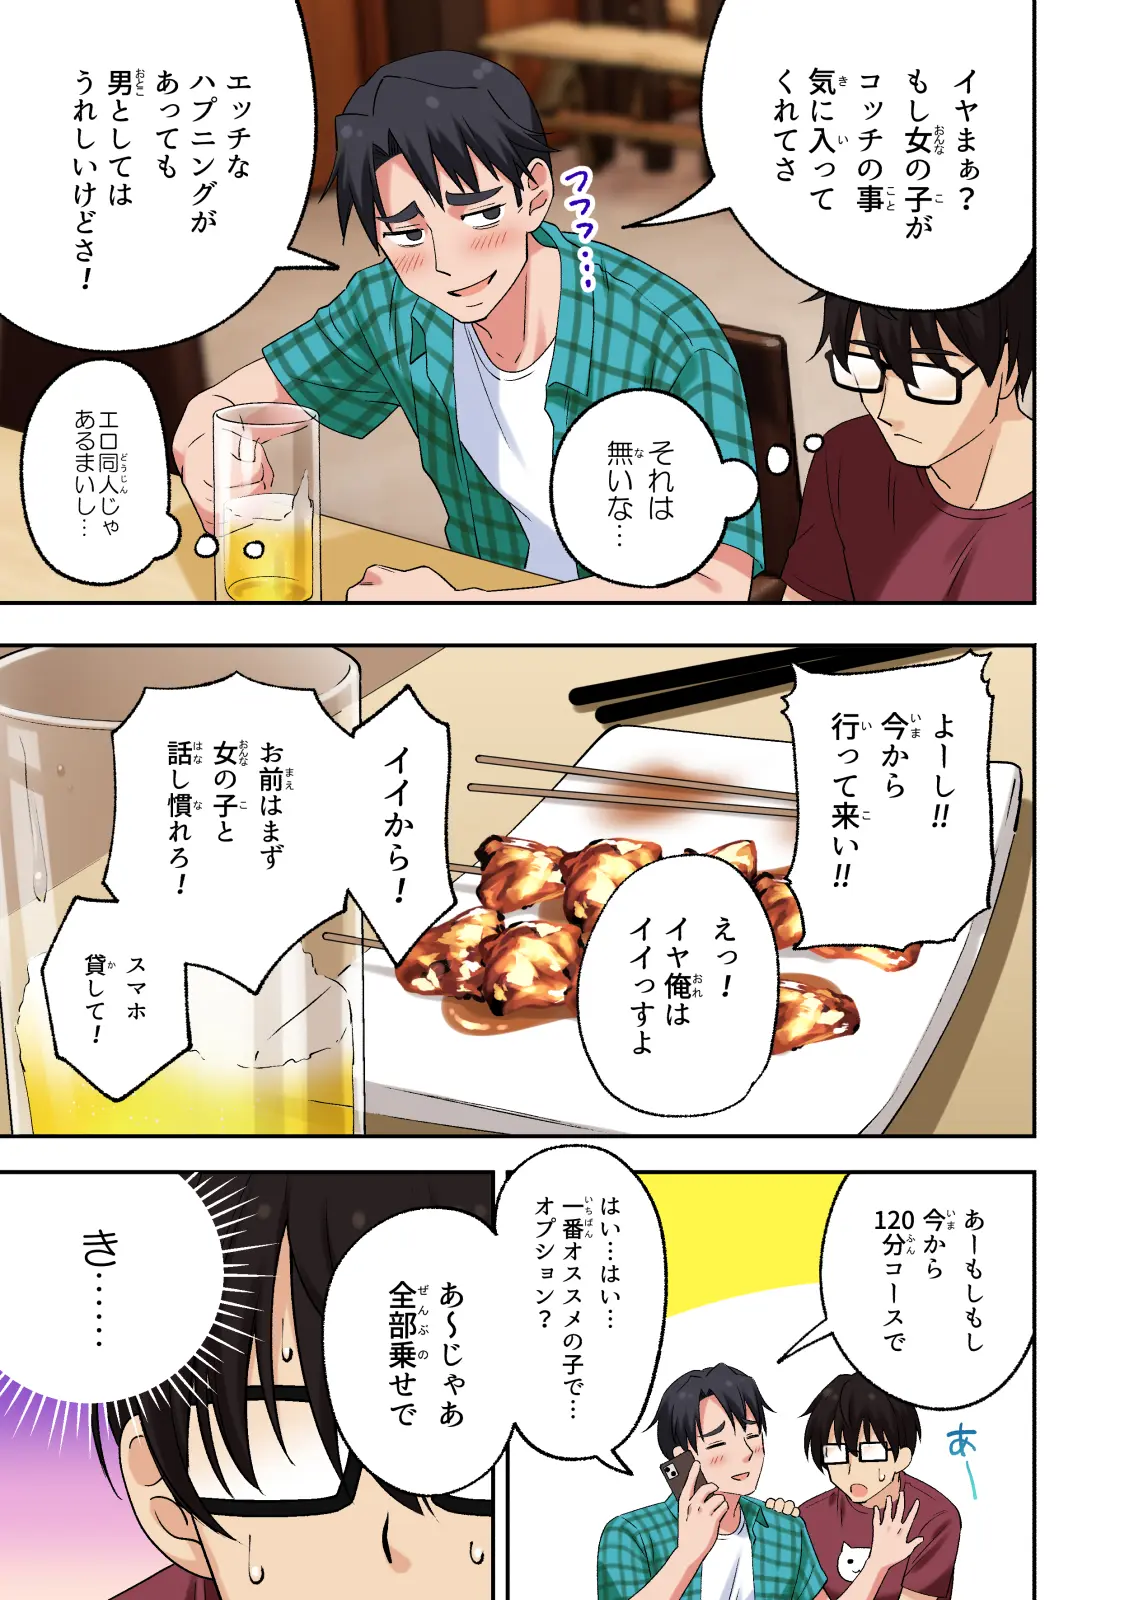 イヤまぁ?
もし女の子が
コッチの事
気に入って
くれてさ
エッチな
ハプニングが
あっても
男としては
うれしいけどさ!
フフフ…
それは
無いな…
エロ同人じゃ
あるまいし…
よーし!!
今から
行って来い!!
えっ!
イヤ俺は
イイっすよ
イイから!
お前はまず
女の子と
話し慣れろ!
スマホ
貸して!
あーもしもし
今から
120分コースで
あー
はい…はい…
一番オススメの子で…
オプション?
あ~じゃあ
全部乗せで
き……